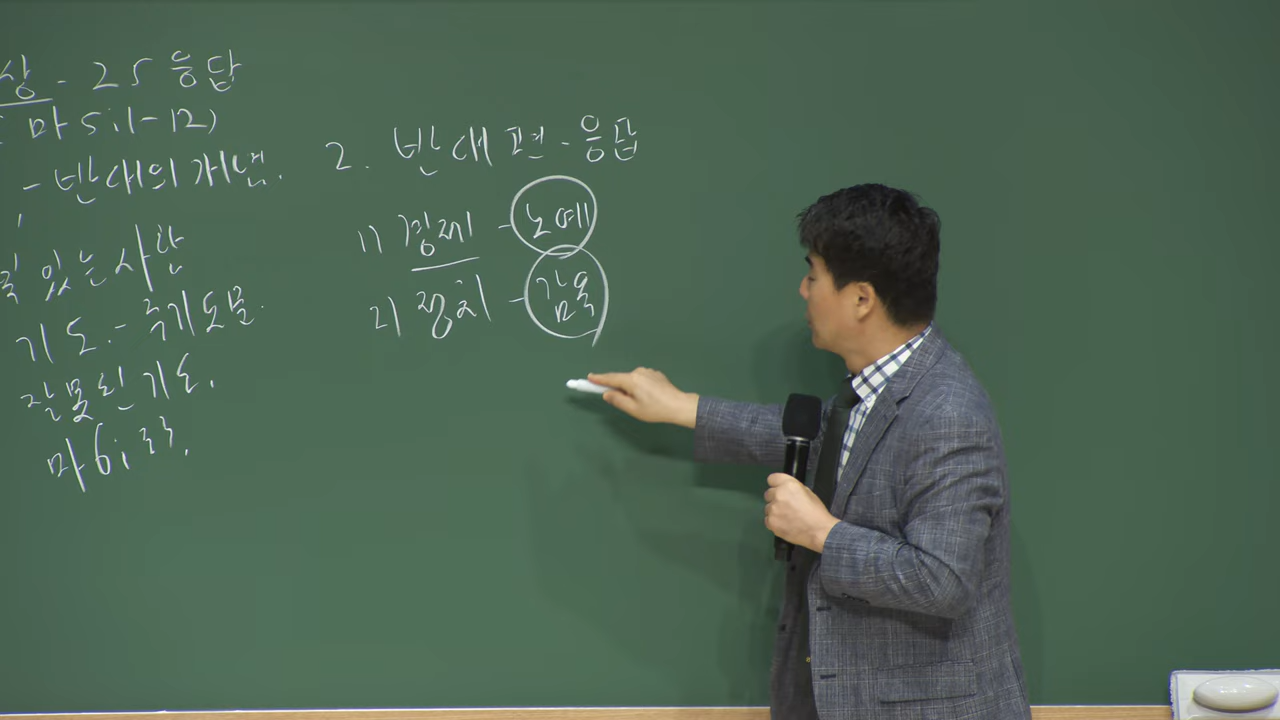 상 - 25 응답
마 5:1-12)
- 반대의 개념.
있는 사람
기도. - 주기도문.
잘못된 기도.
마 6:33.
2. 반대편 - 응답
1) 경제 - 노예
2) 정치 - 감옥